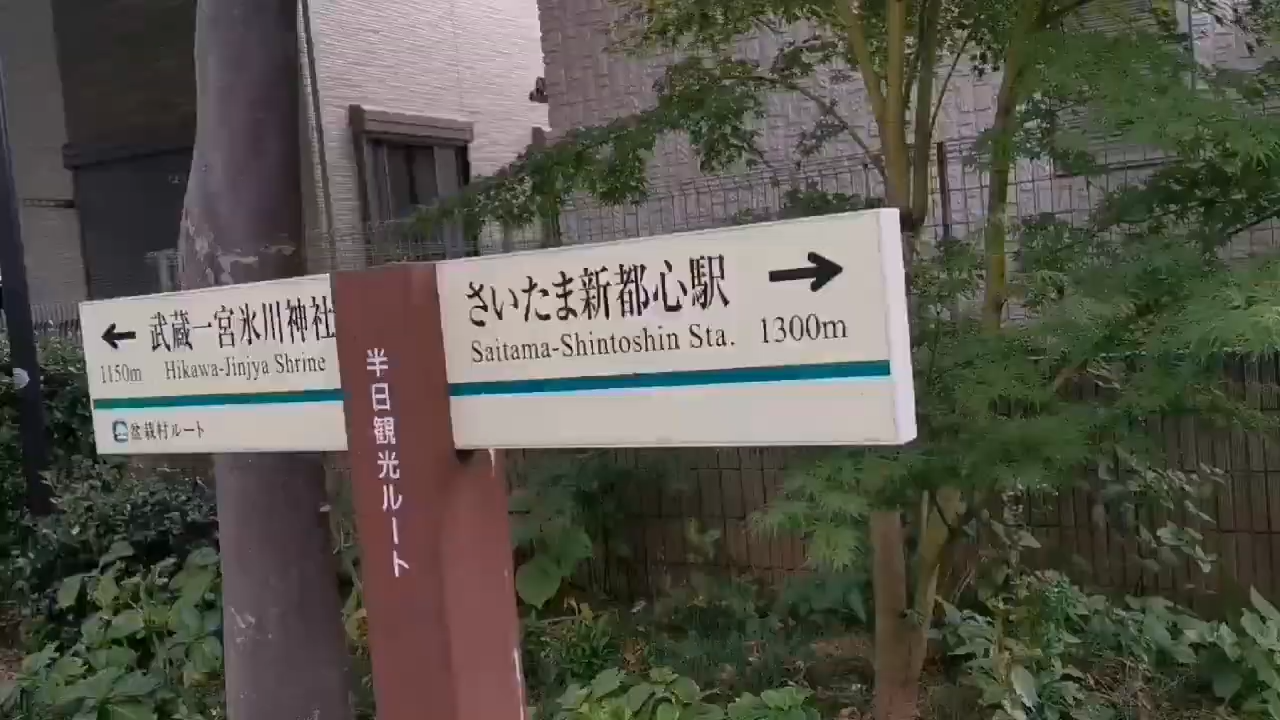 ← 武蔵一宮氷川神社
1150m Hikawa-Jinjya Shrine
盆栽村ルート
半日観光ルート
さいたま新都心駅 →
Saitama-Shintoshin Sta. 1300m